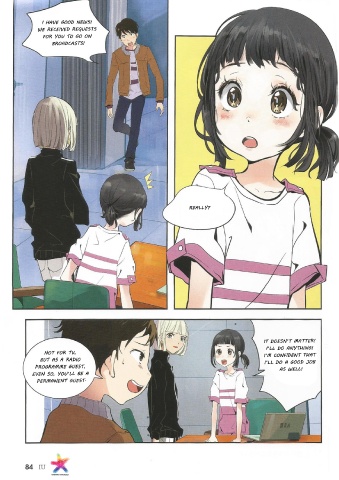 I HAVE GOOD NEWS!
WE RECEIVED REQUESTS
FOR YOU TO GO ON
BROADCASTS!
REALLY?
NOT FOR TV,
BUT AS A RADIO
PROGRAMME GUEST.
EVEN SO, YOU'LL BE A
PERMANENT GUEST.
IT DOESN'T MATTER!
I'LL DO ANYTHING!
I'M CONFIDENT THAT
I'LL DO A GOOD JOB
AS WELL!
84